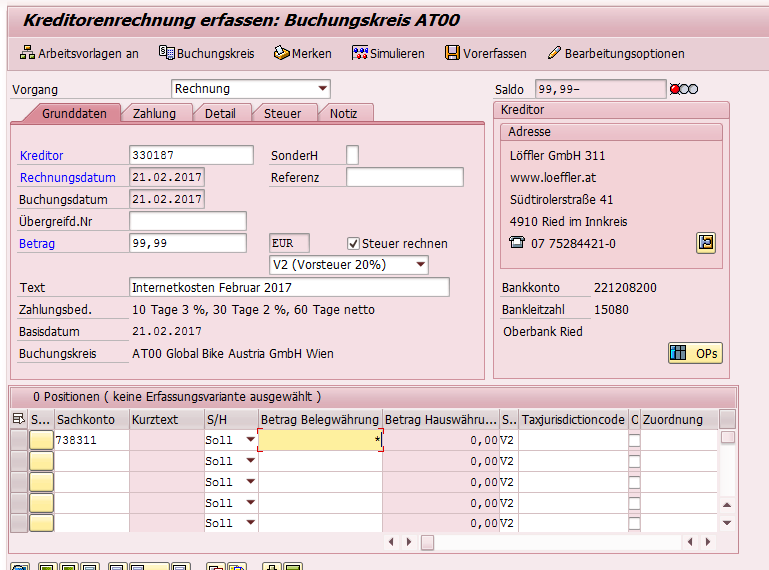 Kreditorenrechnung erfassen: Buchungskreis AT00
Arbeitsvorlagen an Buchungskreis Merken Simulieren Vorerfassen Bearbeitungsoptionen
Vorgang Rechnung Saldo 99,99-
Grunddaten Zahlung Detail Steuer Notiz
Kreditor 330187 SonderH
Rechnungsdatum 21.02.2017 Referenz
Buchungsdatum 21.02.2017
Übergreifd.Nr
Betrag 99,99 EUR Steuer rechnen
V2 (Vorsteuer 20%)
Text Internetkosten Februar 2017
Zahlungsbed. 10 Tage 3 %, 30 Tage 2 %, 60 Tage netto
Basisdatum 21.02.2017
Buchungskreis AT00 Global Bike Austria GmbH Wien
Kreditor
Adresse
Löffler GmbH 311
www.loeffler.at
Südtirolerstraße 41
4910 Ried im Innkreis
07 75284421-0
Bankkonto 221208200
Bankleitzahl 15080
Oberbank Ried
OPs
0 Positionen ( keine Erfassungsvariante ausgewählt )
S... Sachkonto Kurztext S/H Betrag Belegwährung Betrag Hauswähru... S.. Taxjurisdictioncode O Zuordnung
738311 Soll * 0,00 V2
Soll 0,00 V2
Soll 0,00 V2
Soll 0,00 V2
Soll 0,00 V2